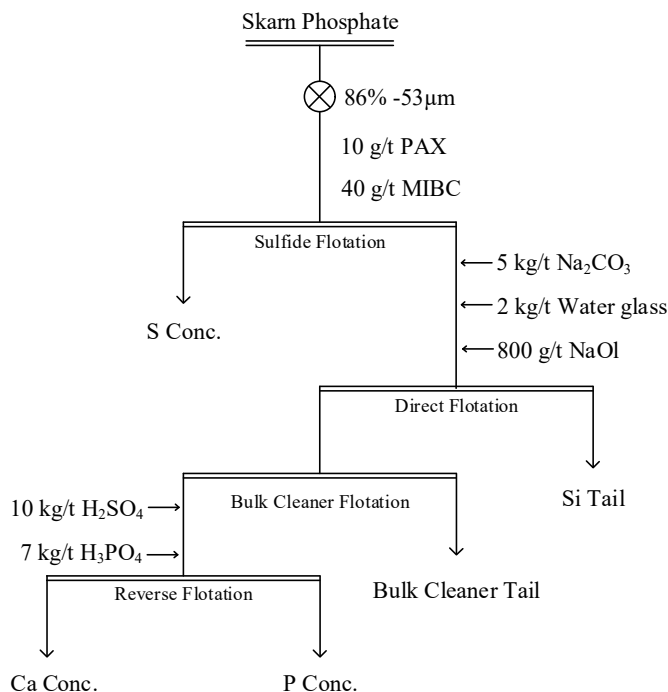 Skarn Phosphate
86% -53µm
10 g/t PAX
40 g/t MIBC
Sulfide Flotation
5 kg/t Na₂CO₃
2 kg/t Water glass
S Conc.
800 g/t NaOl
Direct Flotation
10 kg/t H₂SO₄
Bulk Cleaner Flotation
Si Tail
7 kg/t H₃PO₄
Reverse Flotation
Bulk Cleaner Tail
Ca Conc.
P Conc.